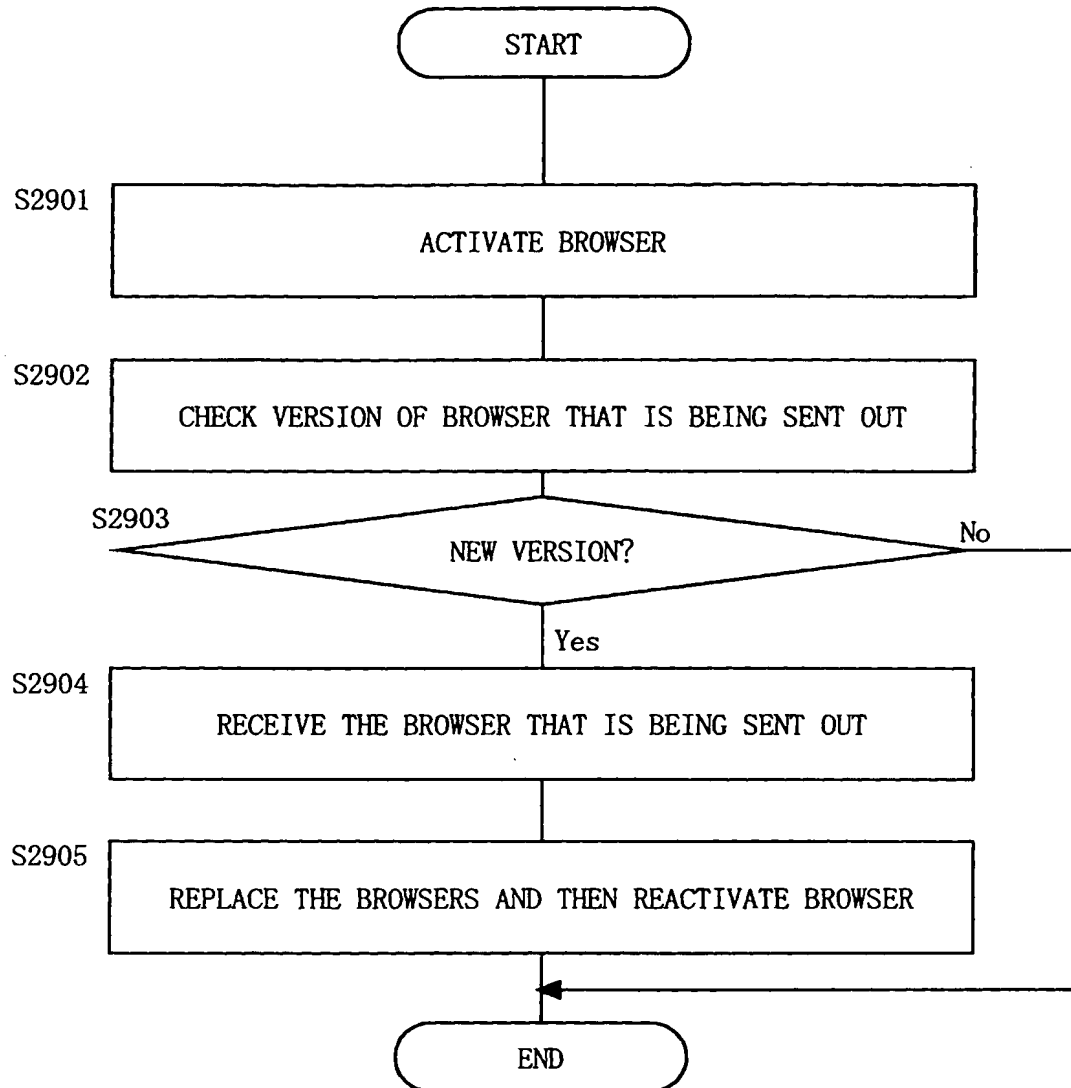 START
S2901
ACTIVATE BROWSER
S2902
CHECK VERSION OF BROWSER THAT IS BEING SENT OUT
S2903
NEW VERSION?
No
Yes
S2904
RECEIVE THE BROWSER THAT IS BEING SENT OUT
S2905
REPLACE THE BROWSERS AND THEN REACTIVATE BROWSER
END